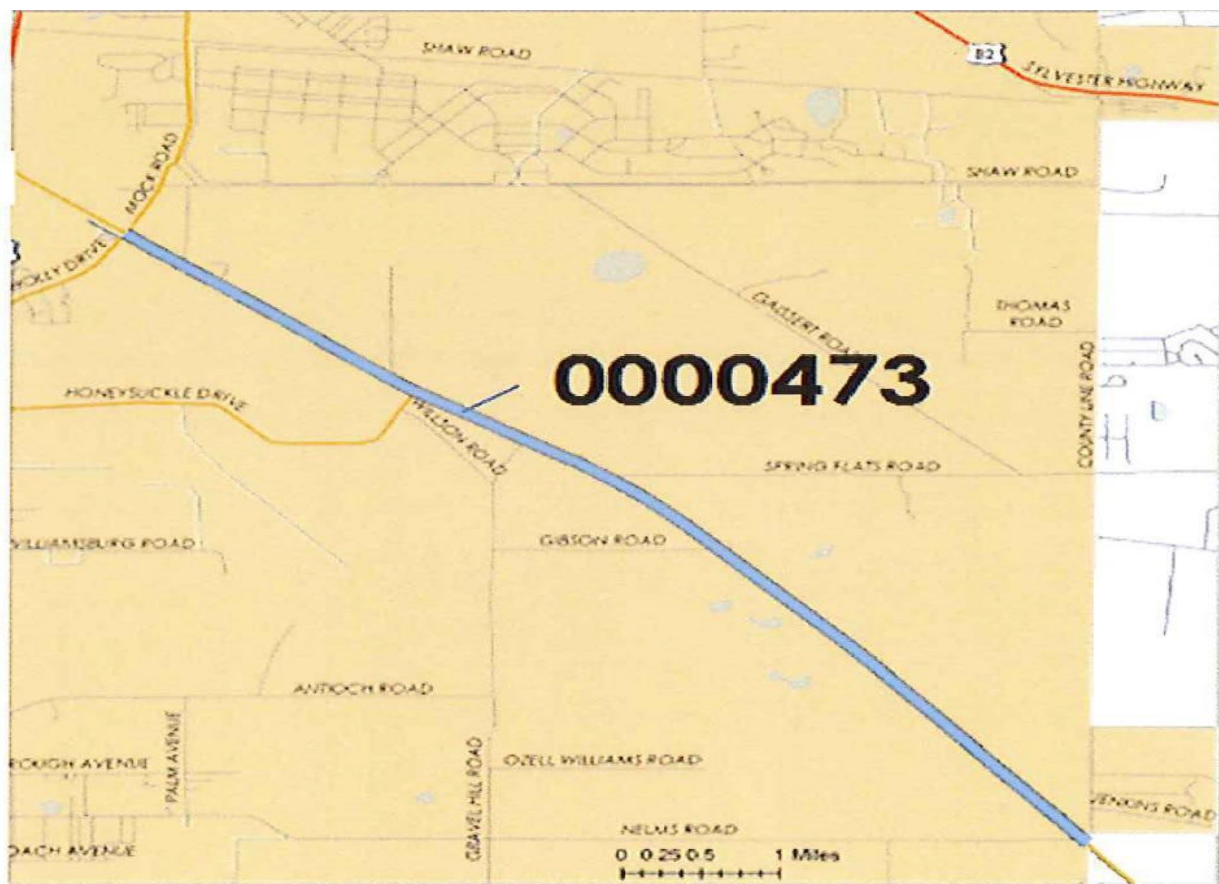 SHAW ROAD
82
SYLVESTER HIGHWAY
MOCK ROAD
SHAW ROAD
HOLLY DRIVE
GAISSERT ROAD
THOMAS
ROAD
0000473
COUNTY LINE ROAD
HONEYSUCKLE DRIVE
WILSON ROAD
SPRING FLATS ROAD
WILLIAMSBURG ROAD
GIBSON ROAD
ANTIOCH ROAD
PALM AVENUE
ROUGH AVENUE
GRAVEL HILL ROAD
OZELL WILLIAMS ROAD
JENKINS ROAD
NELMS ROAD
OACH AVENUE
0 0.25 0.5 1 Miles